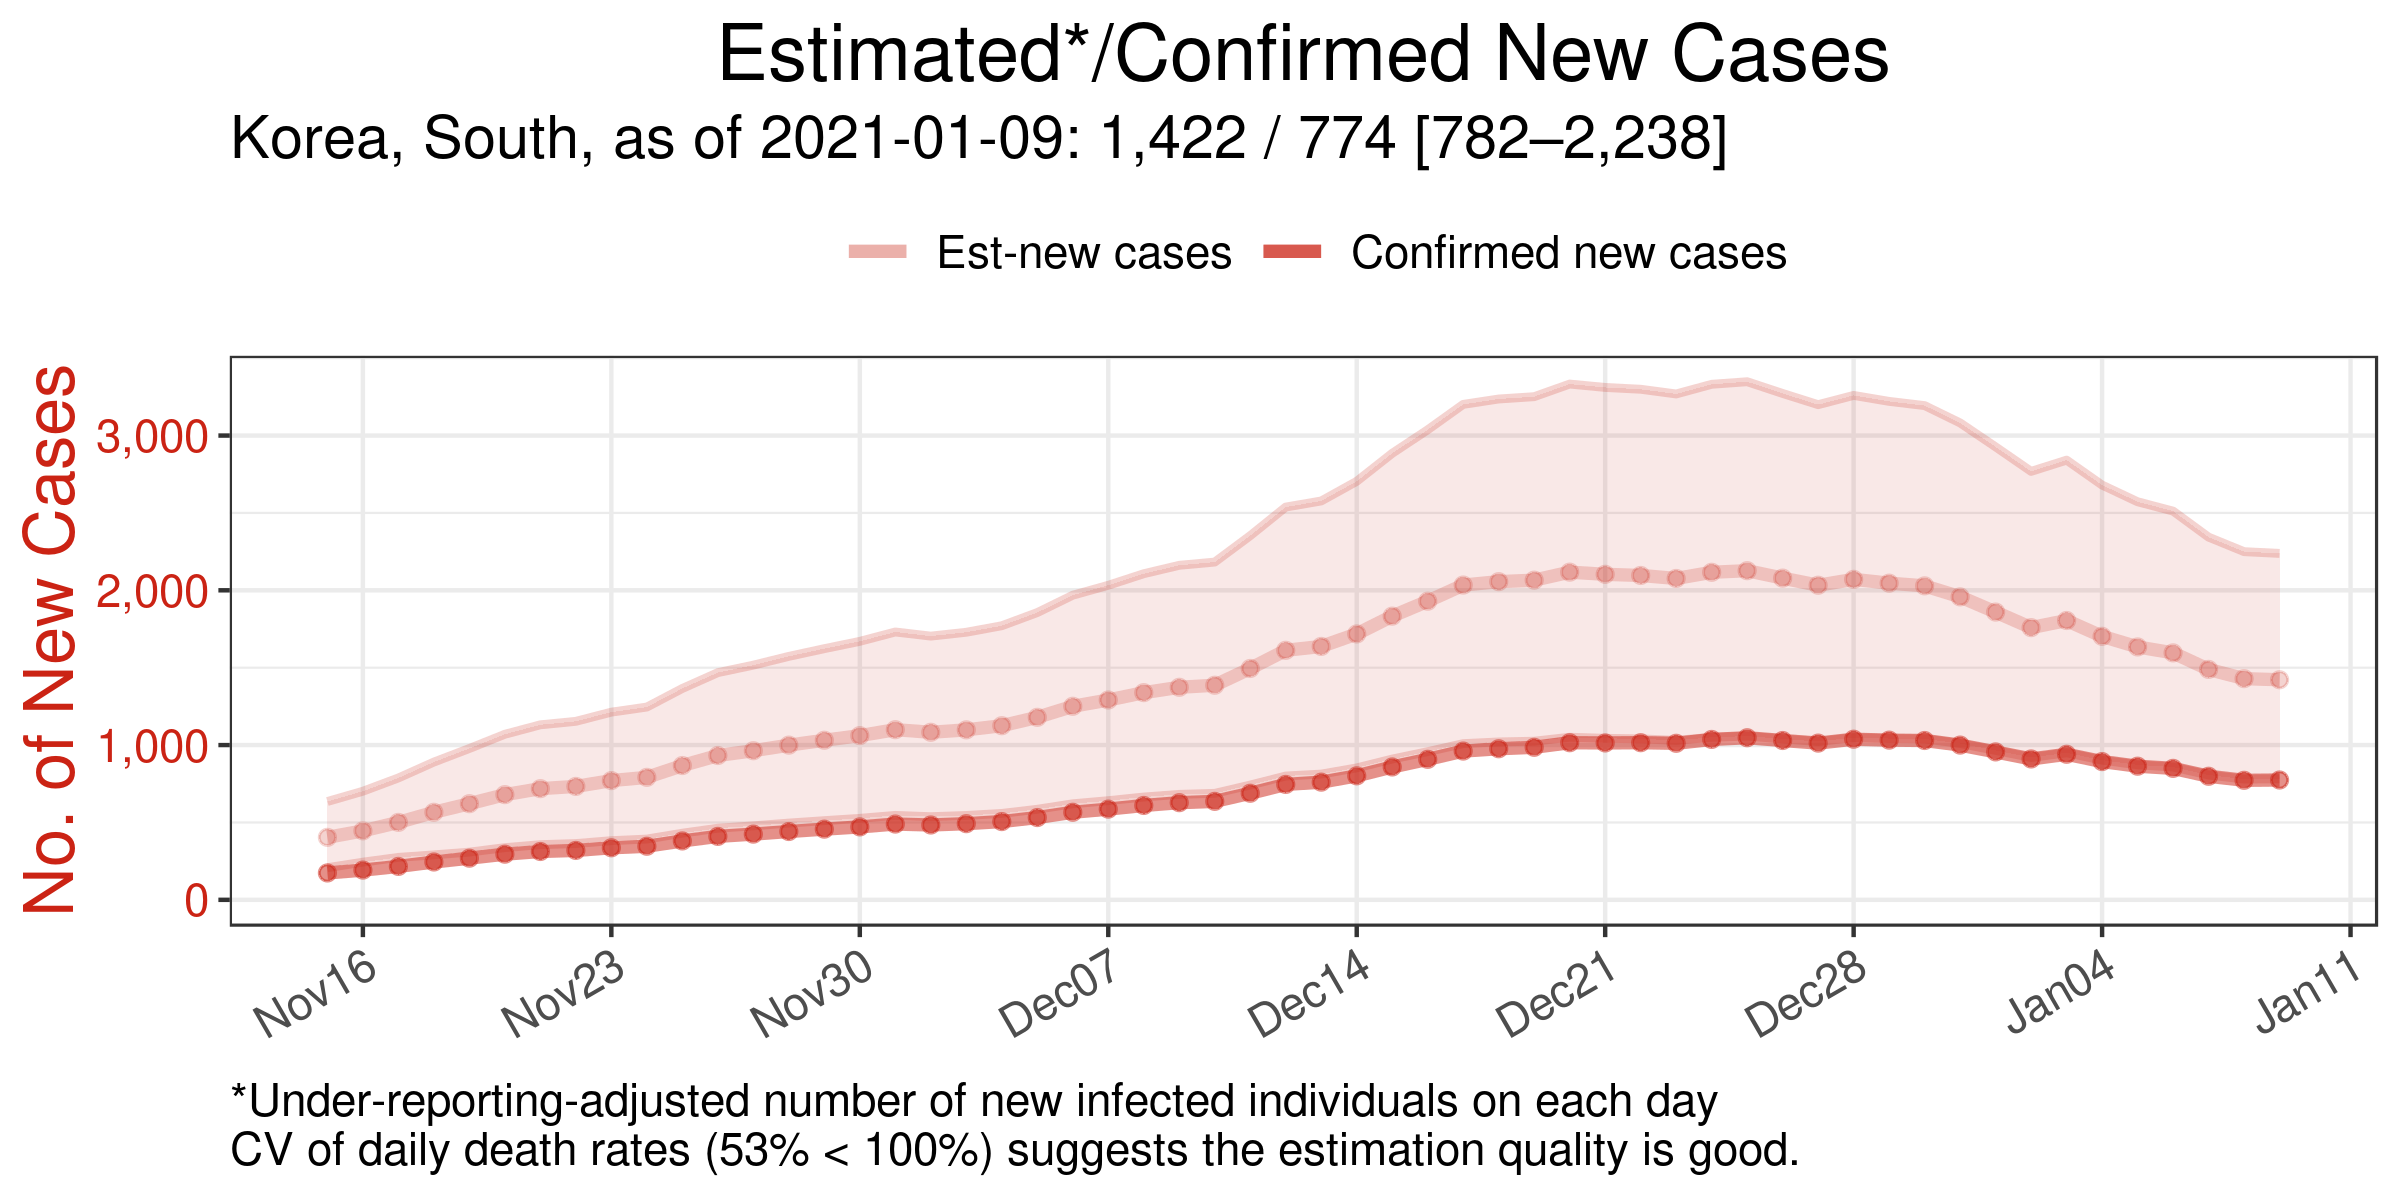 Estimated*/Confirmed New Cases
Korea, South, as of 2021-01-09: 1,422 / 774 [782–2,238]
Est-new cases
Confirmed new cases
No. of New Cases
3,000
2,000
1,000
0
Nov16
Nov23
Nov30
Dec07
Dec14
Dec21
Dec28
Jan04
Jan11
*Under-reporting-adjusted number of new infected individuals on each day
CV of daily death rates (53% < 100%) suggests the estimation quality is good.